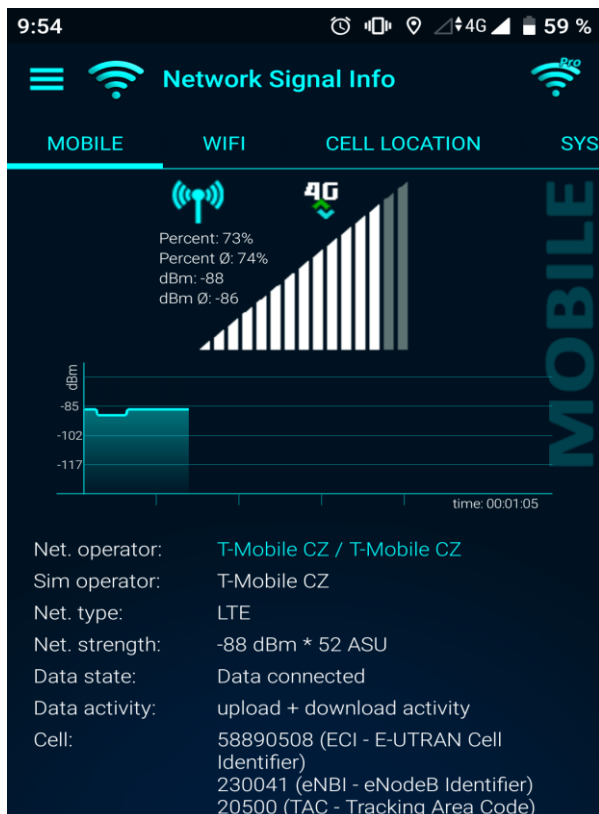 9:54 4G 59 %
Network Signal Info Pro
MOBILE WIFI CELL LOCATION SYS
4G
Percent: 73%
Percent Ø: 74%
dBm: -88
dBm Ø: -86
MOBILE
dBm
-85
-102
-117
time: 00:01:05
Net. operator: T-Mobile CZ / T-Mobile CZ
Sim operator: T-Mobile CZ
Net. type: LTE
Net. strength: -88 dBm * 52 ASU
Data state: Data connected
Data activity: upload + download activity
Cell: 58890508 (ECI - E-UTRAN Cell
Identifier)
230041 (eNBI - eNodeB Identifier)
20500 (TAC - Tracking Area Code)